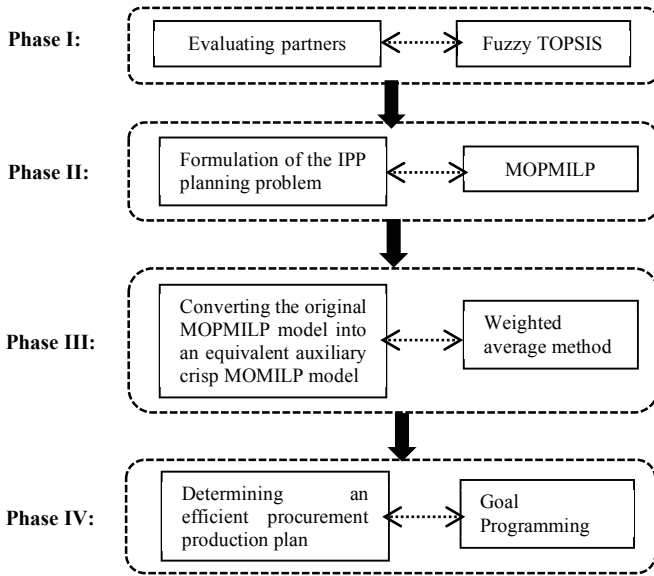 Phase I:
Evaluating partners
Fuzzy TOPSIS
Phase II:
Formulation of the IPP
planning problem
MOPMILP
Phase III:
Converting the original
MOPMILP model into
an equivalent auxiliary
crisp MOMILP model
Weighted
average method
Phase IV:
Determining an
efficient procurement
production plan
Goal
Programming